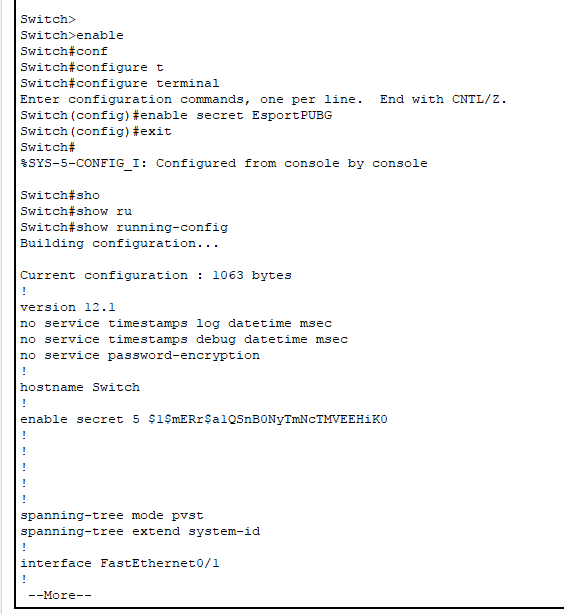 Switch>
Switch>enable
Switch#conf
Switch#configure t
Switch#configure terminal
Enter configuration commands, one per line.  End with CNTL/Z.
Switch(config)#enable secret EsportPUBG
Switch(config)#exit
Switch#
%SYS-5-CONFIG_I: Configured from console by console
Switch#sho
Switch#show ru
Switch#show running-config
Building configuration...
Current configuration : 1063 bytes
!
version 12.1
no service timestamps log datetime msec
no service timestamps debug datetime msec
no service password-encryption
!
hostname Switch
!
enable secret 5 $1$mERr$a1QSnB0NyTmNcTMVEEHiK0
!
!
!
!
!
spanning-tree mode pvst
spanning-tree extend system-id
!
interface FastEthernet0/1
!
 --More--